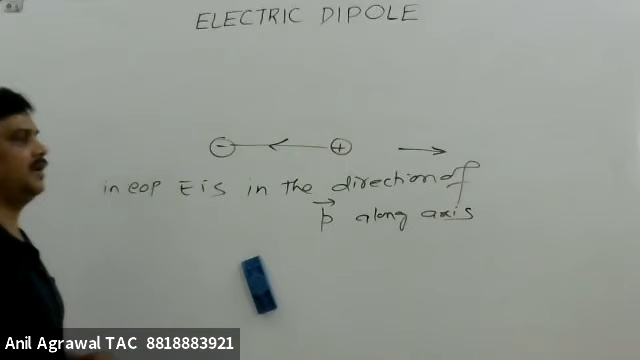 ELECTRIC DIPOLE
- +
in eop E is in the direction of
p along axis
Anil Agrawal TAC 8818883921